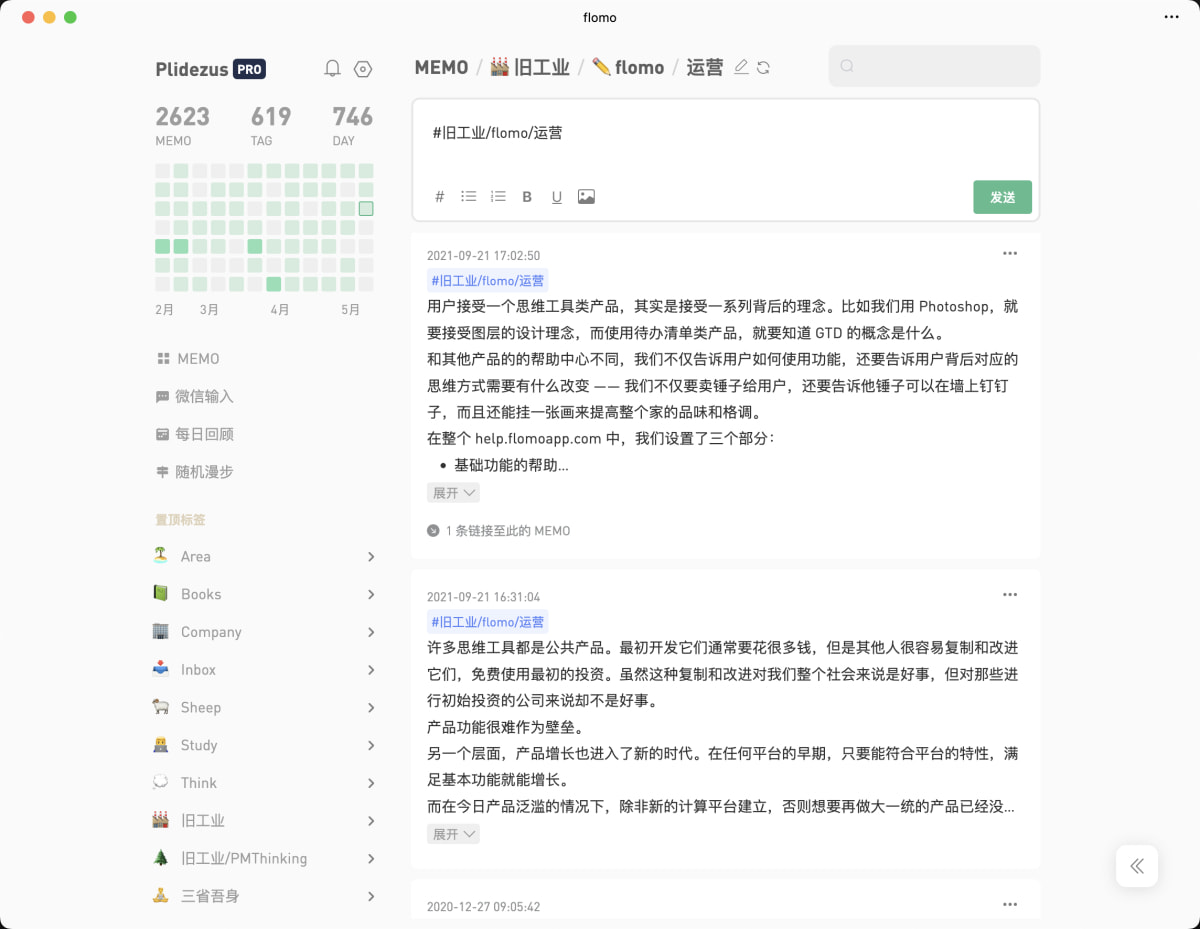 flomo
Plidezus PRO
2623 619 746
MEMO TAG DAY
2月 3月 4月 5月
MEMO
微信输入
每日回顾
随机漫步
置顶标签
Area
Books
Company
Inbox
Sheep
Study
Think
旧工业
旧工业/PMThinking
三省吾身
MEMO / 旧工业 / flomo / 运营
#旧工业/flomo/运营
# B U
发送
2021-09-21 17:02:50
#旧工业/flomo/运营
用户接受一个思维工具类产品，其实是接受一系列背后的理念。比如我们用 Photoshop，就
要接受图层的设计理念，而使用待办清单类产品，就要知道 GTD 的概念是什么。
和其他产品的的帮助中心不同，我们不仅告诉用户如何使用功能，还要告诉用户背后对应的
思维方式需要有什么改变 —— 我们不仅要卖锤子给用户，还要告诉他锤子可以在墙上钉钉
子，而且还能挂一张画来提高整个家的品味和格调。
在整个 help.flomoapp.com 中，我们设置了三个部分：
• 基础功能的帮助...
展开
1 条链接至此的 MEMO
2021-09-21 16:31:04
#旧工业/flomo/运营
许多思维工具都是公共产品。最初开发它们通常要花很多钱，但是其他人很容易复制和改进
它们，免费使用最初的投资。虽然这种复制和改进对我们整个社会来说是好事，但对那些进
行初始投资的公司来说却不是好事。
产品功能很难作为壁垒。
另一个层面，产品增长也进入了新的时代。在任何平台的早期，只要能符合平台的特性，满
足基本功能就能增长。
而在今日产品泛滥的情况下，除非新的计算平台建立，否则想要再做大一统的产品已经没...
展开
2020-12-27 09:05:42